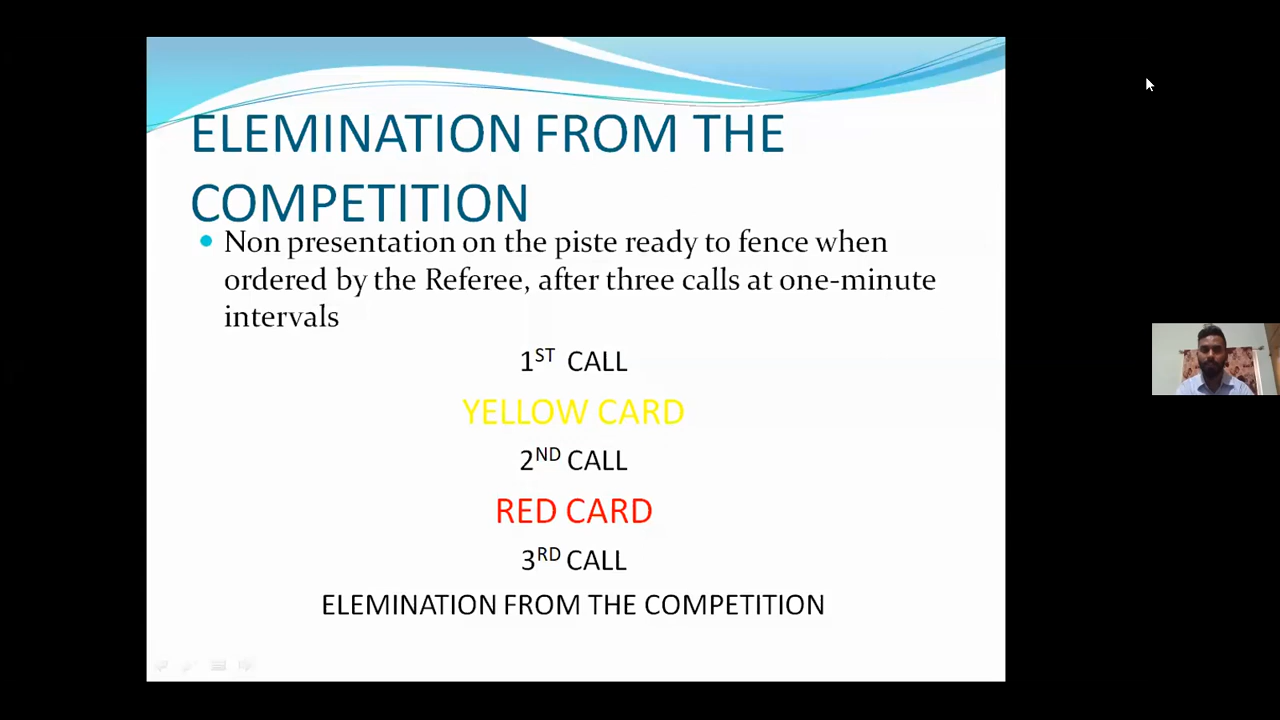 ELEMINATION FROM THE
COMPETITION
Non presentation on the piste ready to fence when
ordered by the Referee, after three calls at one-minute
intervals
1ST CALL
YELLOW CARD
2ND CALL
RED CARD
3RD CALL
ELEMINATION FROM THE COMPETITION